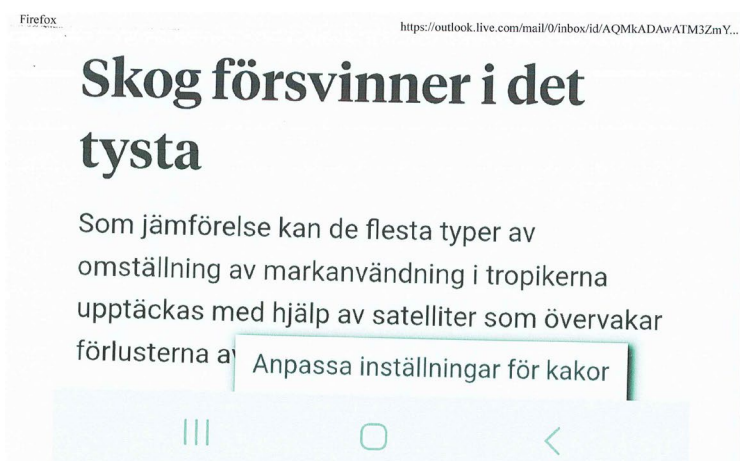 Firefox
https://outlook.live.com/mail/0/inbox/id/AQMkADAwATM3ZmY...
Skog försvinner i det
tysta
Som jämförelse kan de flesta typer av
omställning av markanvändning i tropikerna
upptäckas med hjälp av satelliter som övervakar
förlusterna a
Anpassa inställningar för kakor